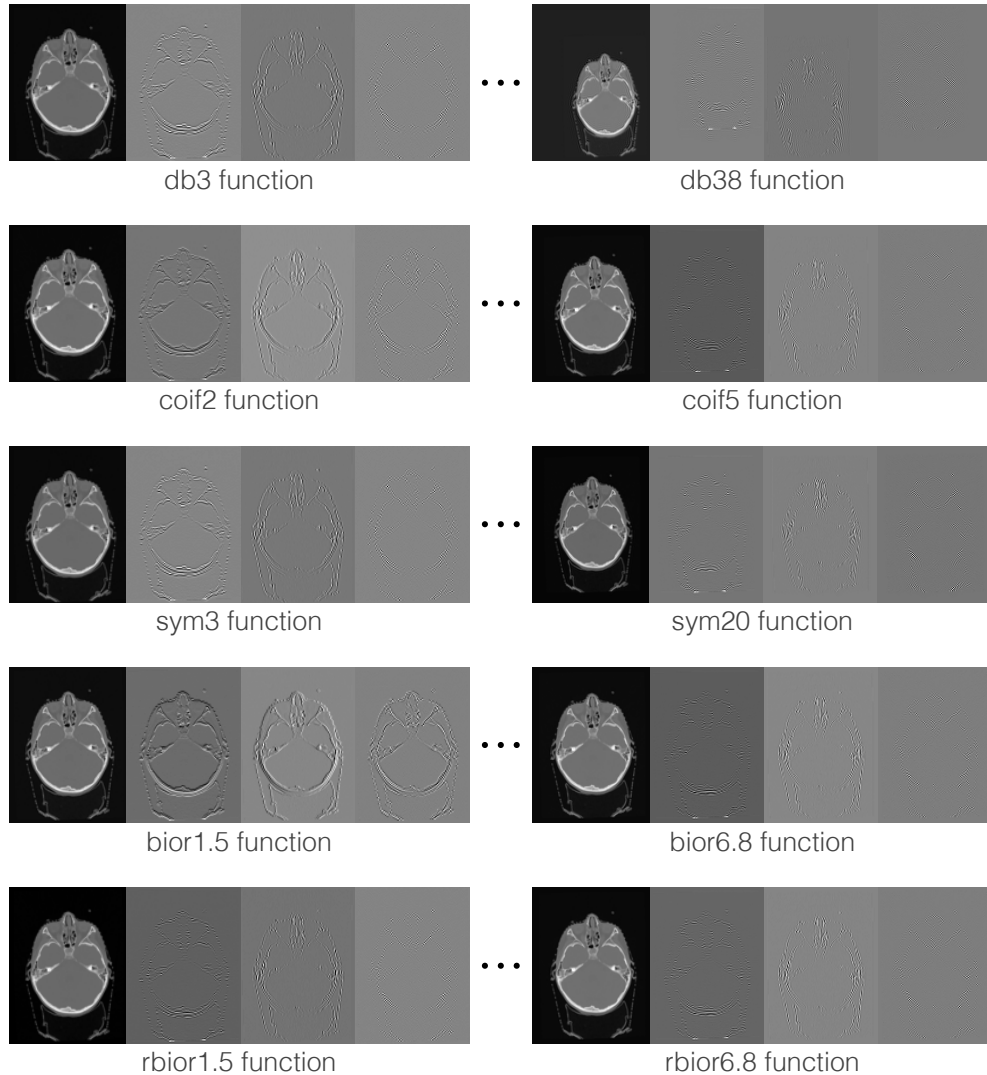 ...
db3 function
db38 function
...
coif2 function
coif5 function
...
sym3 function
sym20 function
...
bior1.5 function
bior6.8 function
...
rbior1.5 function
rbior6.8 function